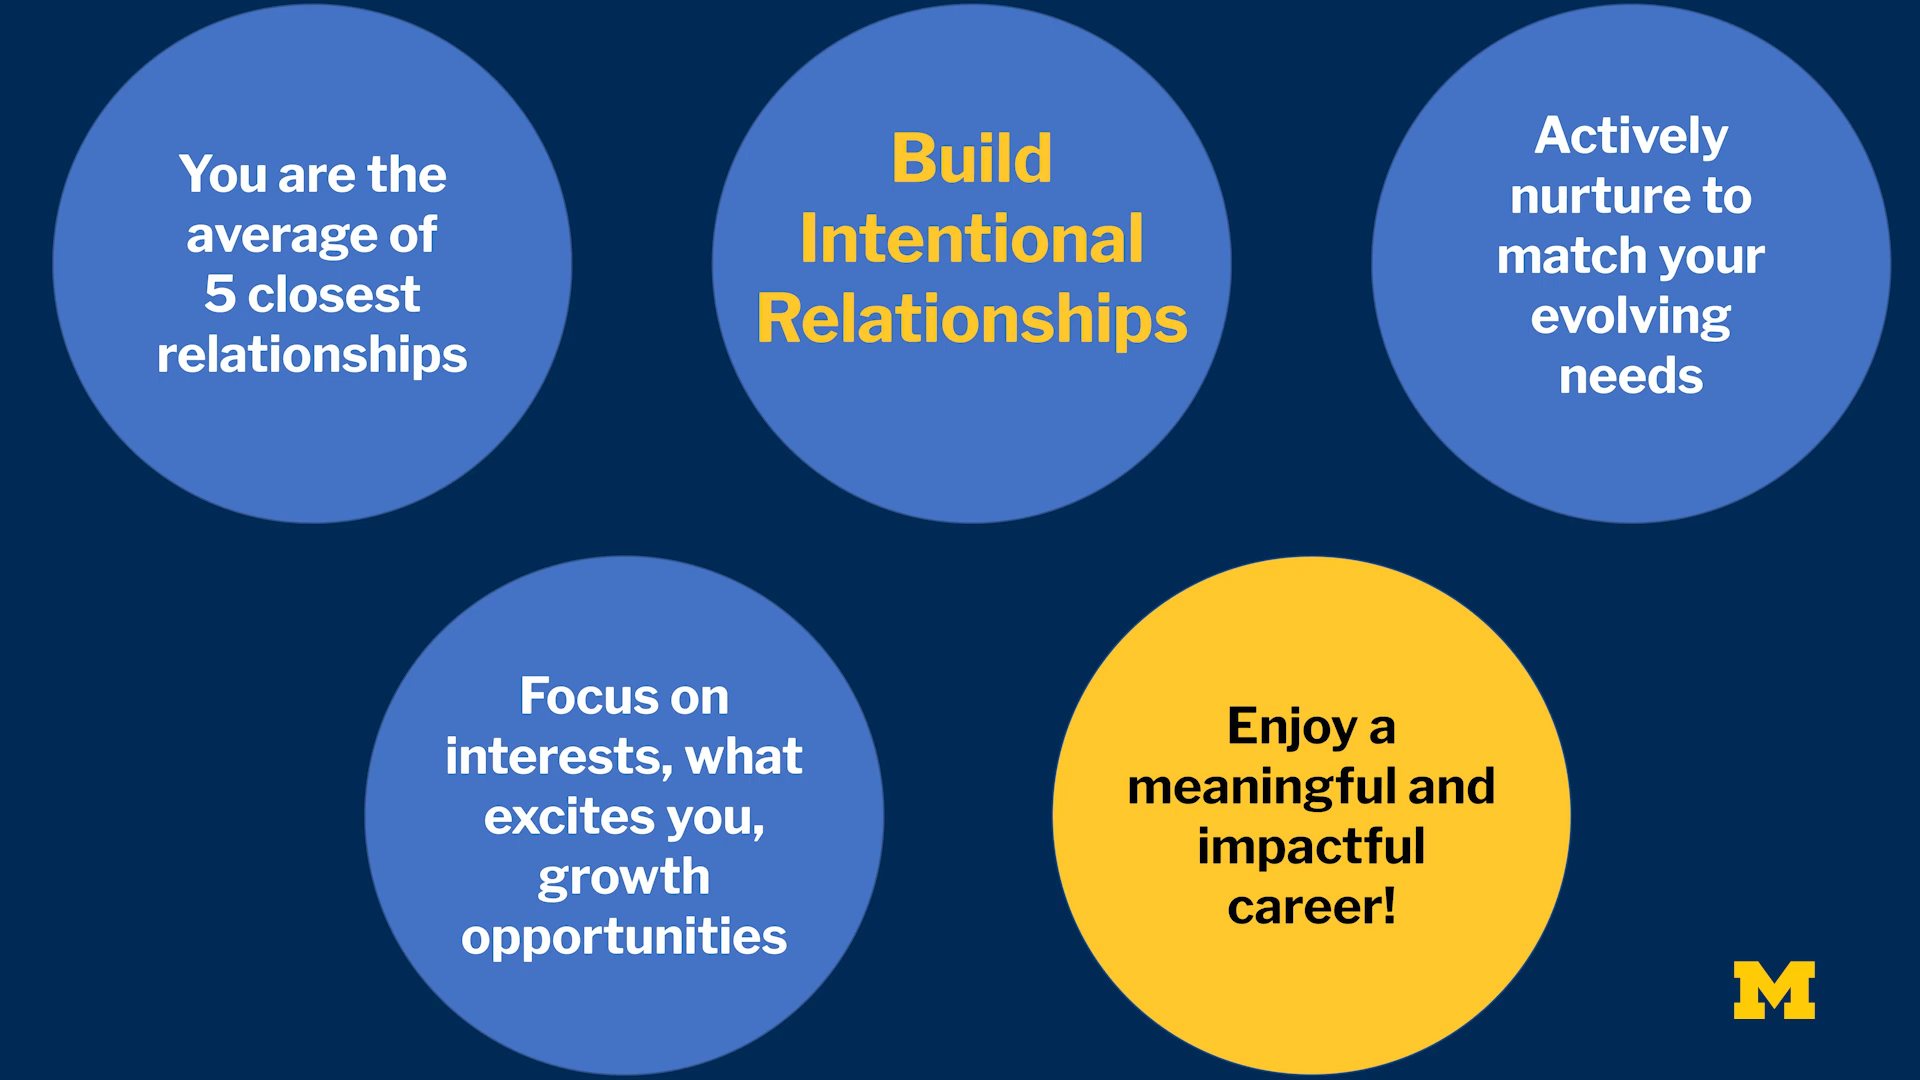 You are the
average of
5 closest
relationships
Build
Intentional
Relationships
Actively
nurture to
match your
evolving
needs
Focus on
interests, what
excites you,
growth
opportunities
Enjoy a
meaningful and
impactful
career!
M